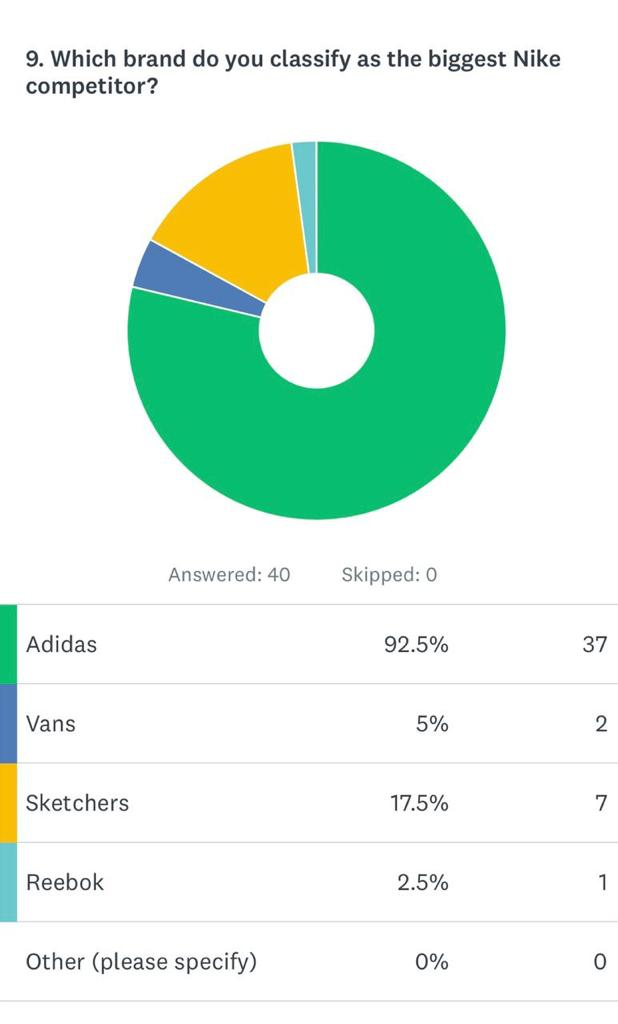 9. Which brand do you classify as the biggest Nike
competitor?
Answered: 40 Skipped: 0
Adidas 92.5% 37
Vans 5% 2
Sketchers 17.5% 7
Reebok 2.5% 1
Other (please specify) 0% 0